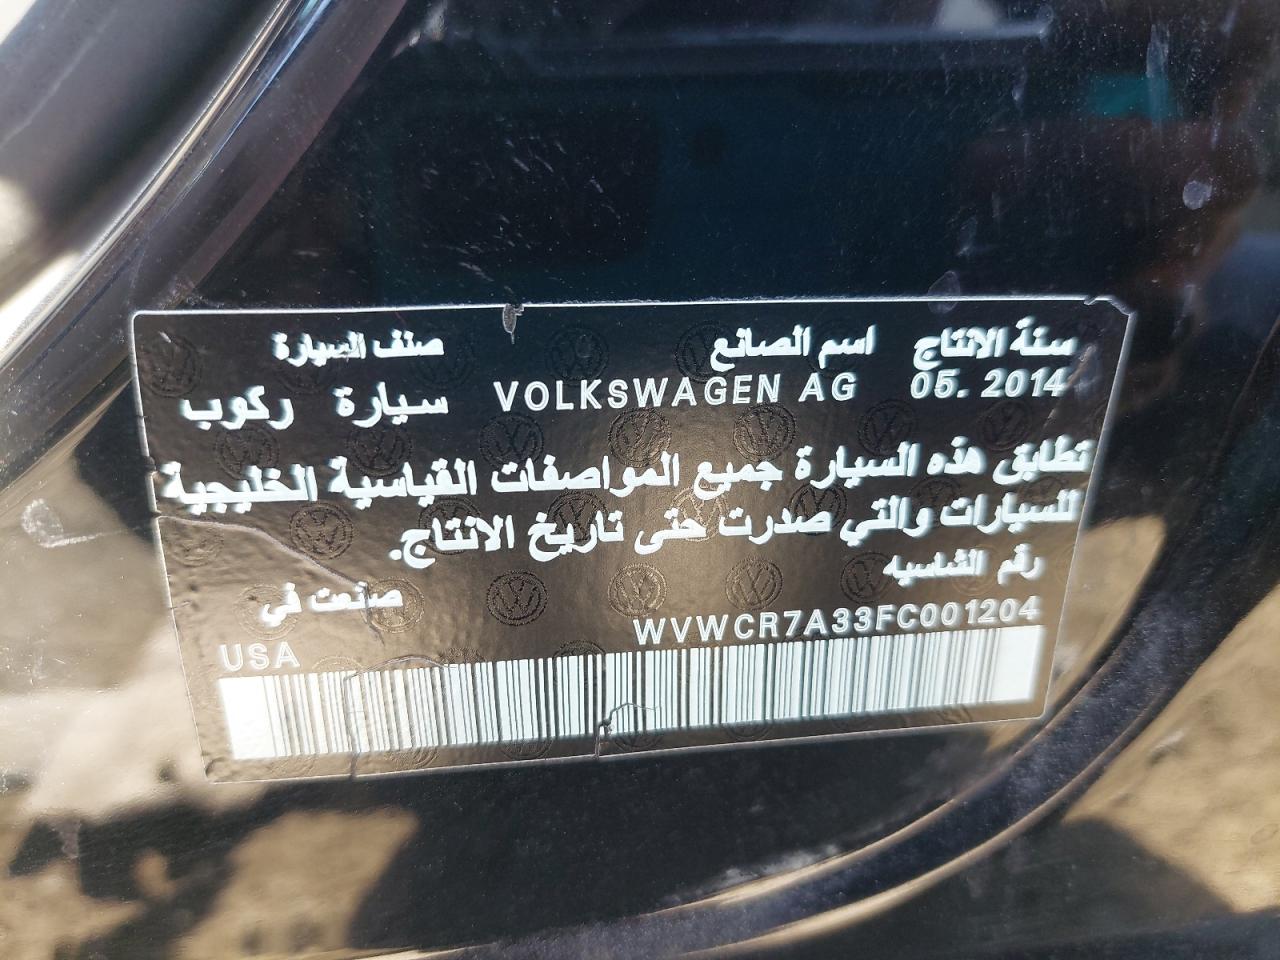 سنة الانتاج اسم الصانع صنف السيارة
05. 2014 VOLKSWAGEN AG سيارة ركوب
تطابق هذه السيارة جميع المواصفات القياسية الخليجية
للسيارات والتي صدرت حتى تاريخ الانتاج.
رقم الشاسيه صنعت في
WVWCR7A33FC001204 USA